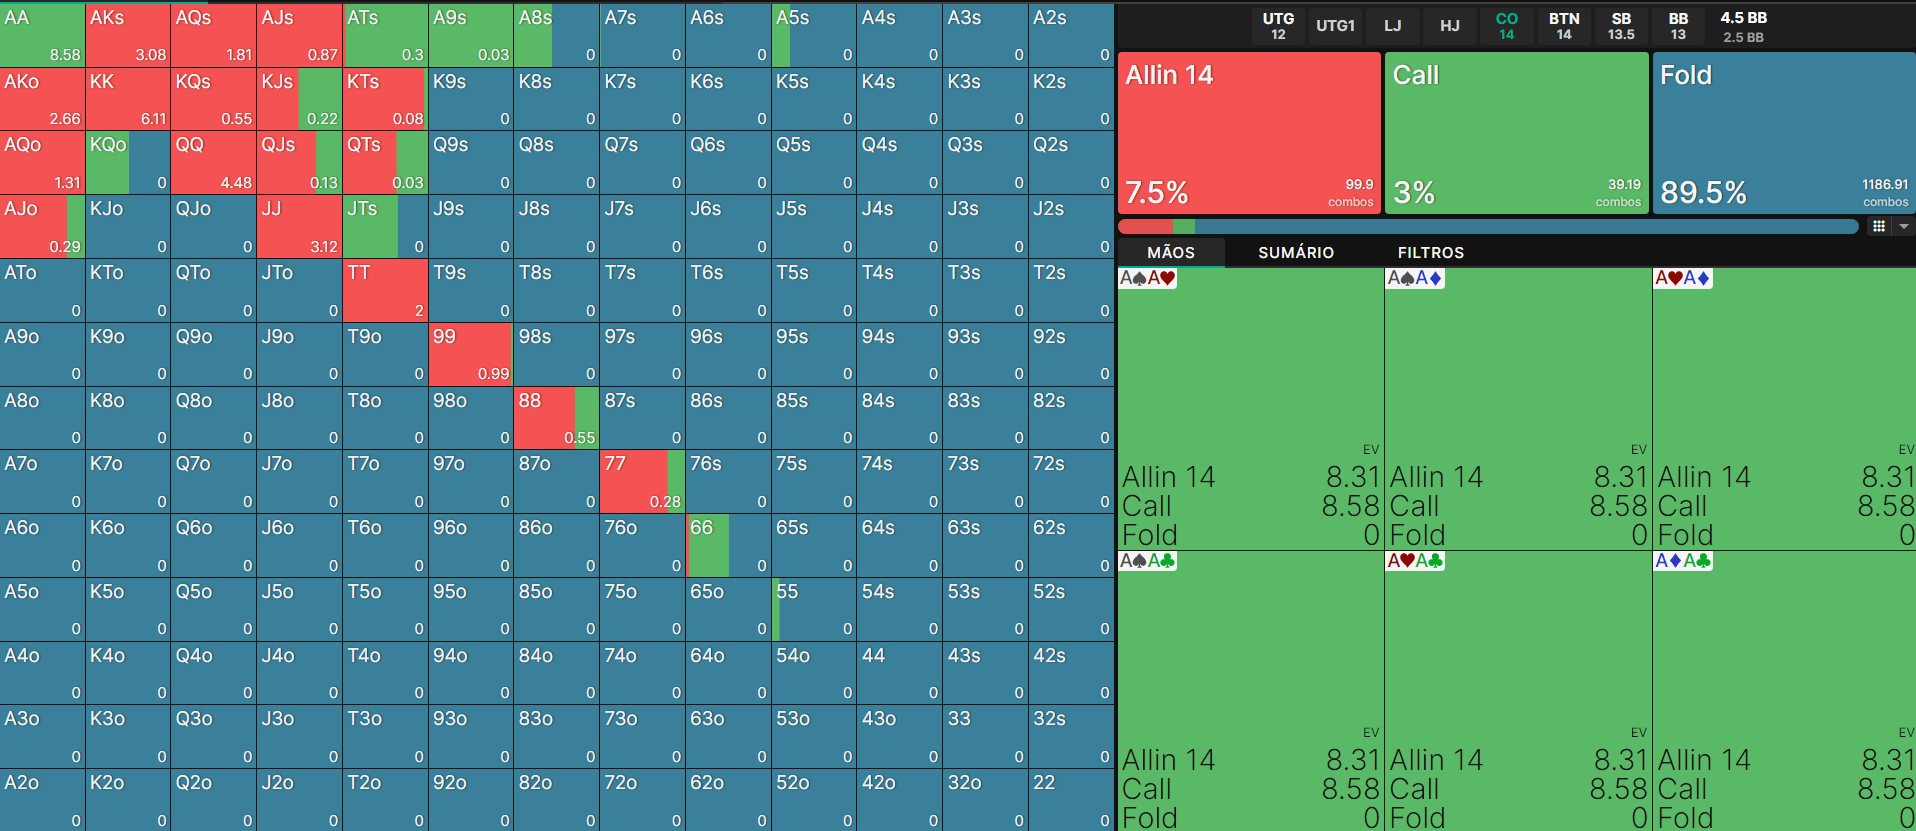 UTG UTG1 LJ HJ CO BTN SB BB 4.5 BB
12 14 14 13.5 13 2.5 BB
Allin 14 Call Fold
7.5% 99.9 combos 3% 39.19 combos 89.5% 1186.91 combos
MÃOS SUMÁRIO FILTROS
AA AKs AQs AJs ATs A9s A8s A7s A6s A5s A4s A3s A2s
8.58 3.08 1.81 0.87 0.3 0.03 0 0 0 0 0 0 0
AKo KK KQs KJs KTs K9s K8s K7s K6s K5s K4s K3s K2s
2.66 6.11 0.55 0.22 0.08 0 0 0 0 0 0 0 0
AQo KQo QQ QJs QTs Q9s Q8s Q7s Q6s Q5s Q4s Q3s Q2s
1.31 0 4.48 0.13 0.03 0 0 0 0 0 0 0 0
AJo KJo QJo JJ JTs J9s J8s J7s J6s J5s J4s J3s J2s
0.29 0 0 3.12 0 0 0 0 0 0 0 0 0
ATo KTo QTo JTo TT T9s T8s T7s T6s T5s T4s T3s T2s
0 0 0 0 2 0 0 0 0 0 0 0 0
A9o K9o Q9o J9o T9o 99 98s 97s 96s 95s 94s 93s 92s
0 0 0 0 0 0.99 0 0 0 0 0 0 0
A8o K8o Q8o J8o T8o 98o 88 87s 86s 85s 84s 83s 82s
0 0 0 0 0 0 0.55 0 0 0 0 0 0
A7o K7o Q7o J7o T7o 97o 87o 77 76s 75s 74s 73s 72s
0 0 0 0 0 0 0 0.28 0 0 0 0 0
A6o K6o Q6o J6o T6o 96o 86o 76o 66 65s 64s 63s 62s
0 0 0 0 0 0 0 0 0 0 0 0 0
A5o K5o Q5o J5o T5o 95o 85o 75o 65o 55 54s 53s 52s
0 0 0 0 0 0 0 0 0 0 0 0 0
A4o K4o Q4o J4o T4o 94o 84o 74o 64o 54o 44 43s 42s
0 0 0 0 0 0 0 0 0 0 0 0 0
A3o K3o Q3o J3o T3o 93o 83o 73o 63o 53o 43o 33 32s
0 0 0 0 0 0 0 0 0 0 0 0 0
A2o K2o Q2o J2o T2o 92o 82o 72o 62o 52o 42o 32o 22
0 0 0 0 0 0 0 0 0 0 0 0 0
A♠A♥ A♠A♦ A♥A♦
EV EV EV
Allin 14 8.31 Allin 14 8.31 Allin 14 8.31
Call 8.58 Call 8.58 Call 8.58
Fold 0 Fold 0 Fold 0
A♠A♣ A♥A♣ A♦A♣
EV EV EV
Allin 14 8.31 Allin 14 8.31 Allin 14 8.31
Call 8.58 Call 8.58 Call 8.58
Fold 0 Fold 0 Fold 0